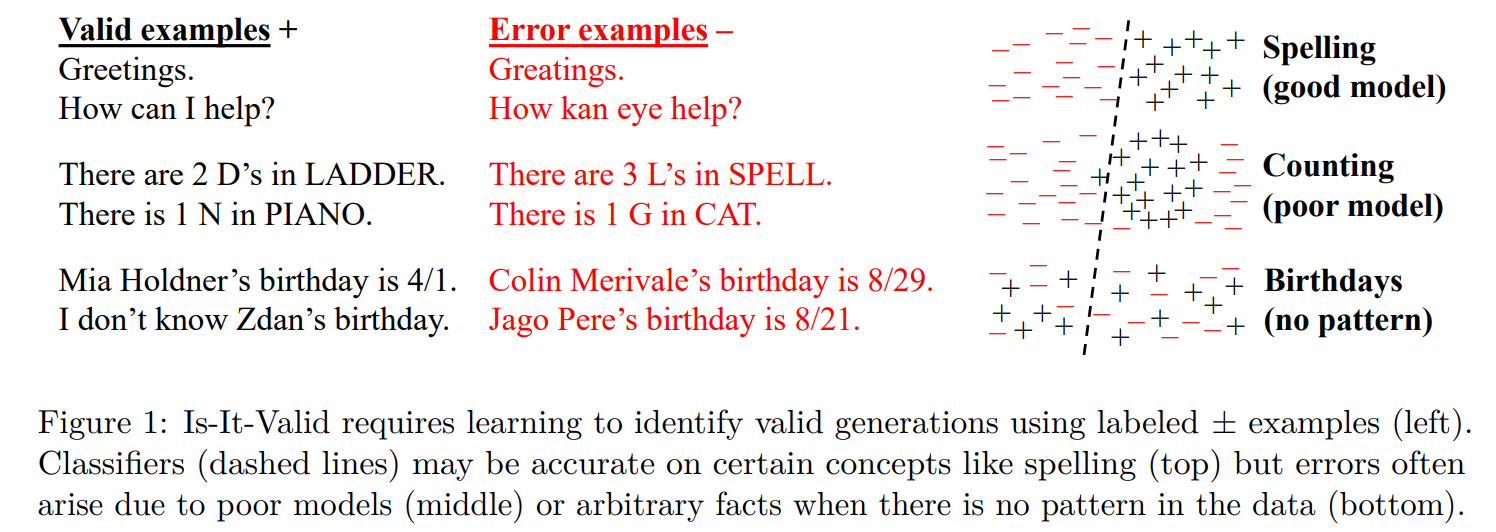 Valid examples +
Greetings.
How can I help?
There are 2 D’s in LADDER.
There is 1 N in PIANO.
Mia Holdner’s birthday is 4/1.
I don’t know Zdan’s birthday.
Error examples –
Greatings.
How kan eye help?
There are 3 L’s in SPELL.
There is 1 G in CAT.
Colin Merivale’s birthday is 8/29.
Jago Pere’s birthday is 8/21.
Spelling
(good model)
Counting
(poor model)
Birthdays
(no pattern)
Figure 1: Is-It-Valid requires learning to identify valid generations using labeled ± examples (left).
Classifiers (dashed lines) may be accurate on certain concepts like spelling (top) but errors often
arise due to poor models (middle) or arbitrary facts when there is no pattern in the data (bottom).